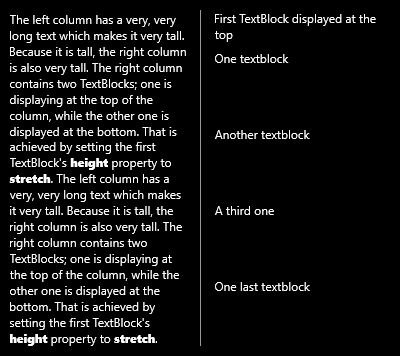 The left column has a very, very
long text which makes it very tall.
Because it is tall, the right column
is also very tall. The right column
contains two TextBlocks; one is
displaying at the top of the
column, while the other one is
displayed at the bottom. That is
achieved by setting the first
TextBlock's height property to
stretch. The left column has a
very, very long text which makes
it very tall. Because it is tall, the
right column is also very tall. The
right column contains two
TextBlocks; one is displaying at
the top of the column, while the
other one is displayed at the
bottom. That is achieved by
setting the first TextBlock's
height property to stretch.
First TextBlock displayed at the
top
One textblock
Another textblock
A third one
One last textblock